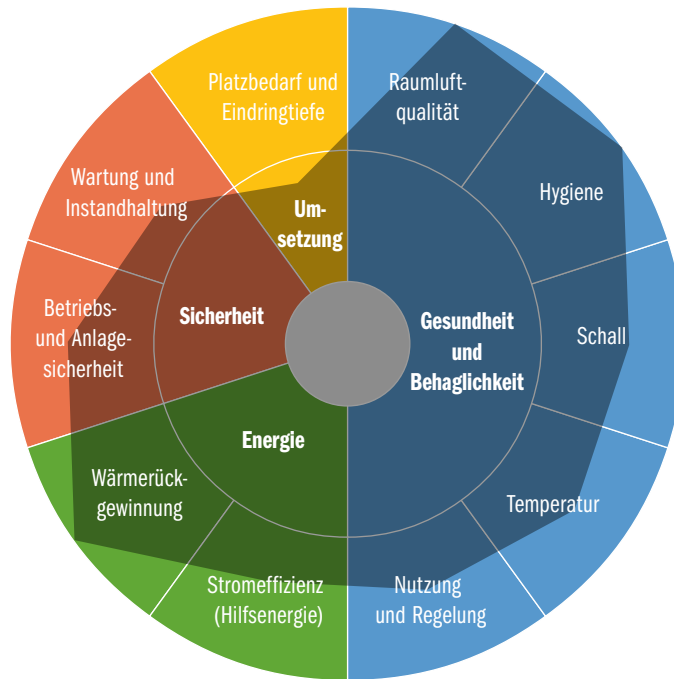 Platzbedarf und
Eindringtiefe
Raumluft-
qualität
Wartung und
Instandhaltung
Hygiene
Um-
setzung
Betriebs-
und Anlage-
sicherheit
Sicherheit
Gesundheit
und
Behaglichkeit
Schall
Energie
Wärmerück-
gewinnung
Temperatur
Stromeffizienz
(Hilfsenergie)
Nutzung
und Regelung